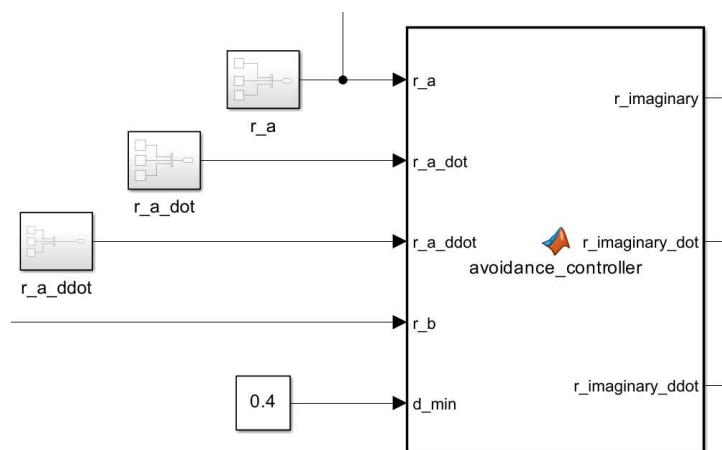 r_a
r_imaginary
r_a
r_a_dot
r_a_dot
r_a_ddot
r_imaginary_dot
avoidance_controller
r_a_ddot
r_b
0.4
d_min
r_imaginary_ddot